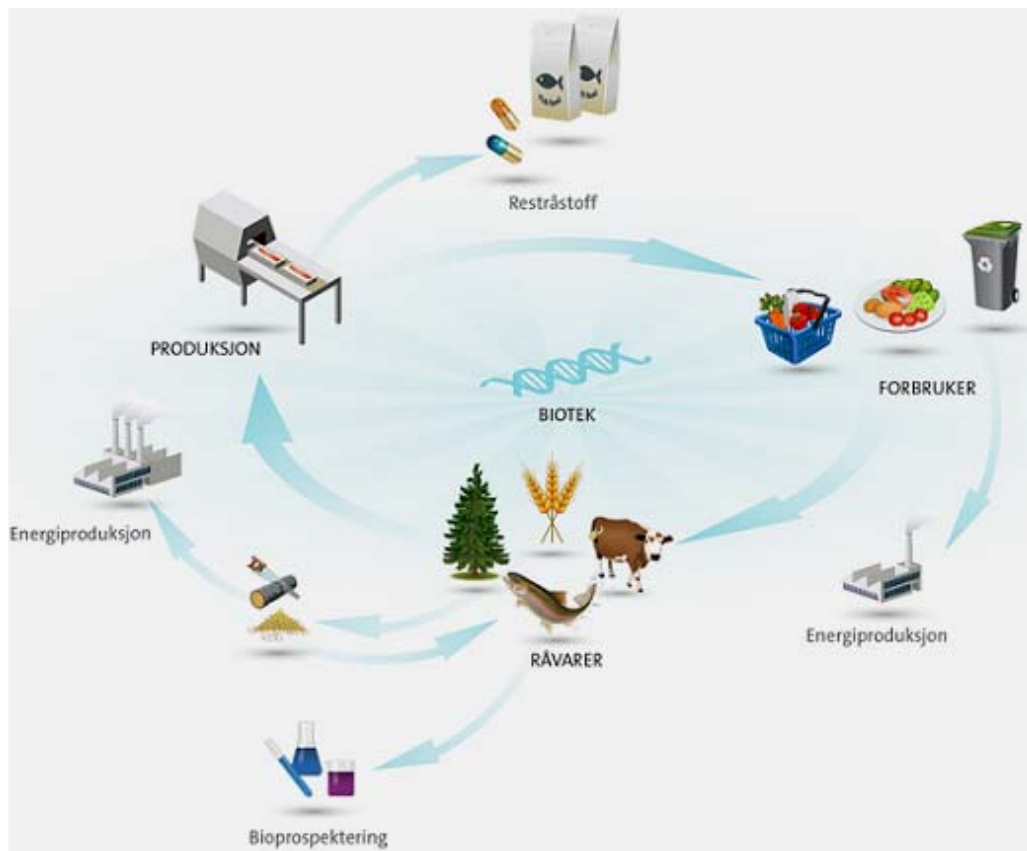 Restråstoff
PRODUKSJON
FORBRUKER
BIOTEK
Energiproduksjon
Energiproduksjon
RÅVARER
Bioprospektering